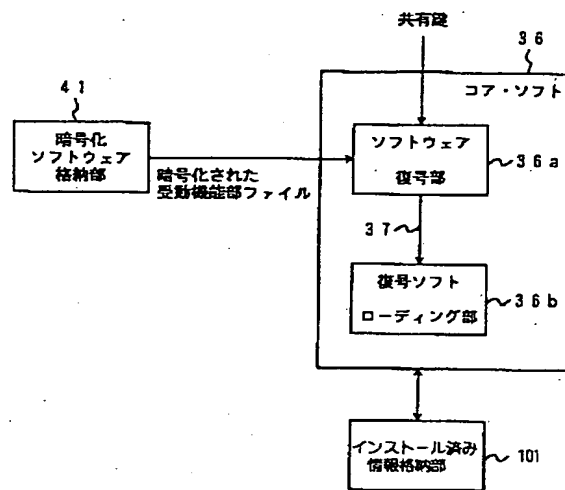 共有鍵
36
コア・ソフト
41
暗号化
ソフトウェア
格納部
暗号化された
受動機能部ファイル
ソフトウェア
復号部
36a
37
復号ソフト
ローディング部
36b
インストール済み
情報格納部
101